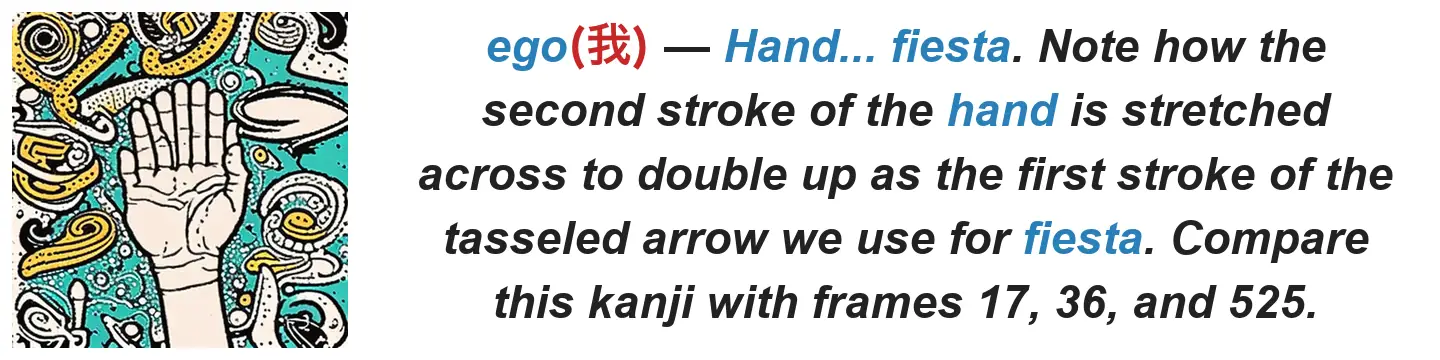 ego(我) — Hand... fiesta. Note how the
second stroke of the hand is stretched
across to double up as the first stroke of the
tasseled arrow we use for fiesta. Compare
this kanji with frames 17, 36, and 525.